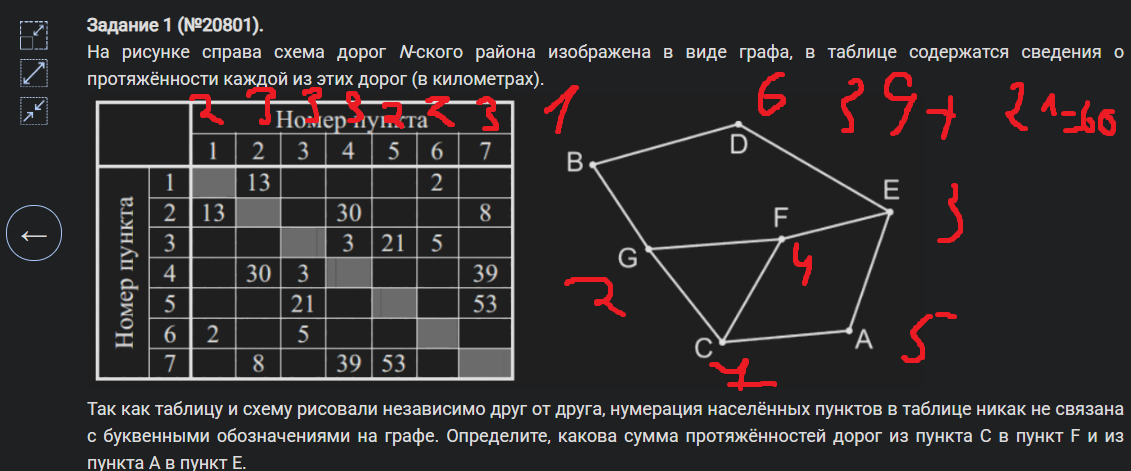 Задание 1 (№20801).
На рисунке справа схема дорог N-ского района изображена в виде графа, в таблице содержатся сведения о
протяжённости каждой из этих дорог (в километрах).
2 3 3 3 2 2 3
Номер пункта
1 2 3 4 5 6 7
Номер пункта
1 13 2
2 13 30 8
3 3 21 5
4 30 3 39
5 21 53
6 2 5
7 8 39 53
1 6 39+ 21=60
B D
E 3
F 4
G 2
C 7
A 5
←
Так как таблицу и схему рисовали независимо друг от друга, нумерация населённых пунктов в таблице никак не связана
с буквенными обозначениями на графе. Определите, какова сумма протяжённостей дорог из пункта C в пункт F и из
пункта A в пункт E.